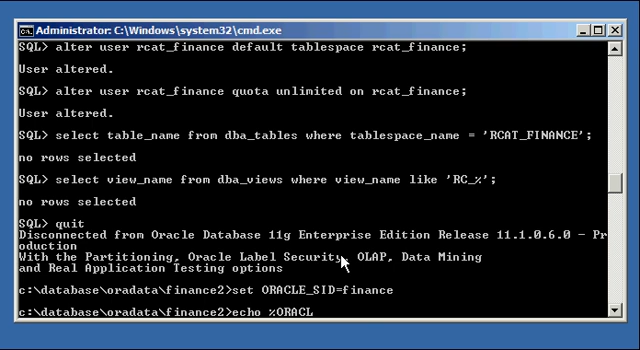 Administrator: C:\Windows\system32\cmd.exe
SQL> alter user rcat_finance default tablespace rcat_finance;
User altered.
SQL> alter user rcat_finance quota unlimited on rcat_finance;
User altered.
SQL> select table_name from dba_tables where tablespace_name = 'RCAT_FINANCE';
no rows selected
SQL> select view_name from dba_views where view_name like 'RC_%';
no rows selected
SQL> quit
Disconnected from Oracle Database 11g Enterprise Edition Release 11.1.0.6.0 - Pr
oduction
With the Partitioning, Oracle Label Security, OLAP, Data Mining
and Real Application Testing options
c:\database\oradata\finance2>set ORACLE_SID=finance
c:\database\oradata\finance2>echo %ORACL